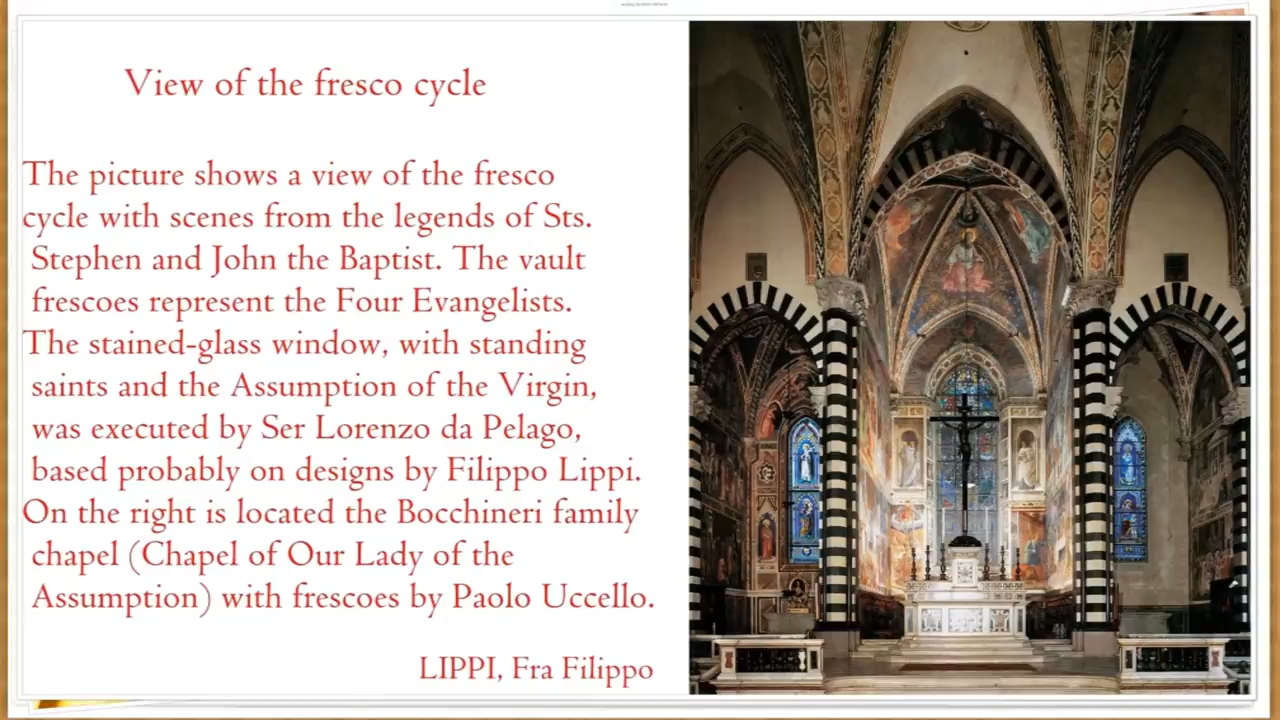 View of the fresco cycle
The picture shows a view of the fresco
cycle with scenes from the legends of Sts.
Stephen and John the Baptist. The vault
frescoes represent the Four Evangelists.
The stained-glass window, with standing
saints and the Assumption of the Virgin,
was executed by Ser Lorenzo da Pelago,
based probably on designs by Filippo Lippi.
On the right is located the Bocchineri family
chapel (Chapel of Our Lady of the
Assumption) with frescoes by Paolo Uccello.
LIPPI, Fra Filippo